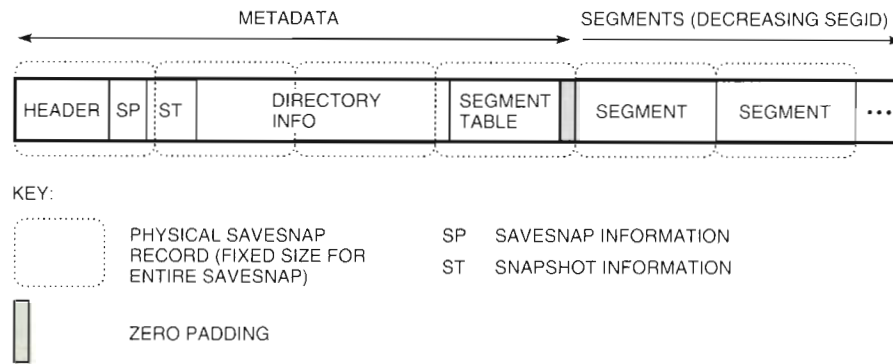 METADATA SEGMENTS (DECREASING SEGID)
HEADER SP ST DIRECTORY INFO SEGMENT TABLE SEGMENT SEGMENT •••
KEY:
PHYSICAL SAVESNAP
RECORD (FIXED SIZE FOR
ENTIRE SAVESNAP)
SP SAVESNAP INFORMATION
ST SNAPSHOT INFORMATION
ZERO PADDING